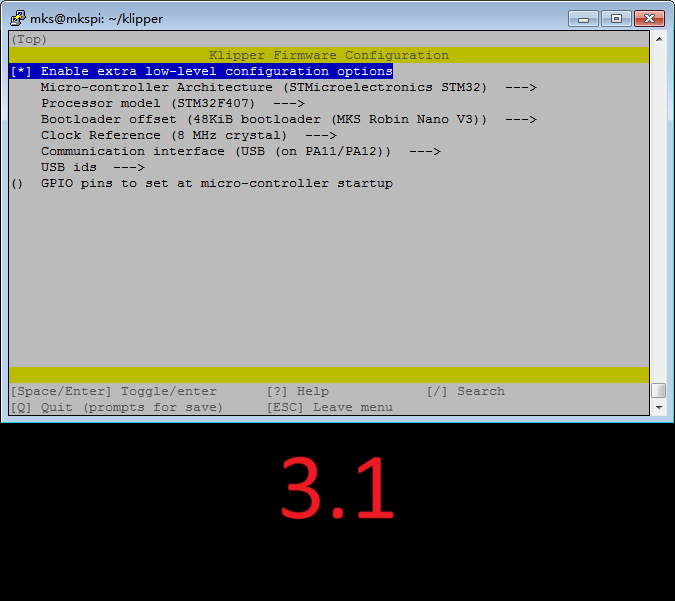 mks@mkspi: ~/klipper
(Top)
Klipper Firmware Configuration
[*] Enable extra low-level configuration options
Micro-controller Architecture (STMicroelectronics STM32)  --->
Processor model (STM32F407)  --->
Bootloader offset (48KiB bootloader (MKS Robin Nano V3))  --->
Clock Reference (8 MHz crystal)  --->
Communication interface (USB (on PA11/PA12))  --->
USB ids  --->
()  GPIO pins to set at micro-controller startup
[Space/Enter] Toggle/enter [?] Help [/] Search
[Q] Quit (prompts for save) [ESC] Leave menu
3.1